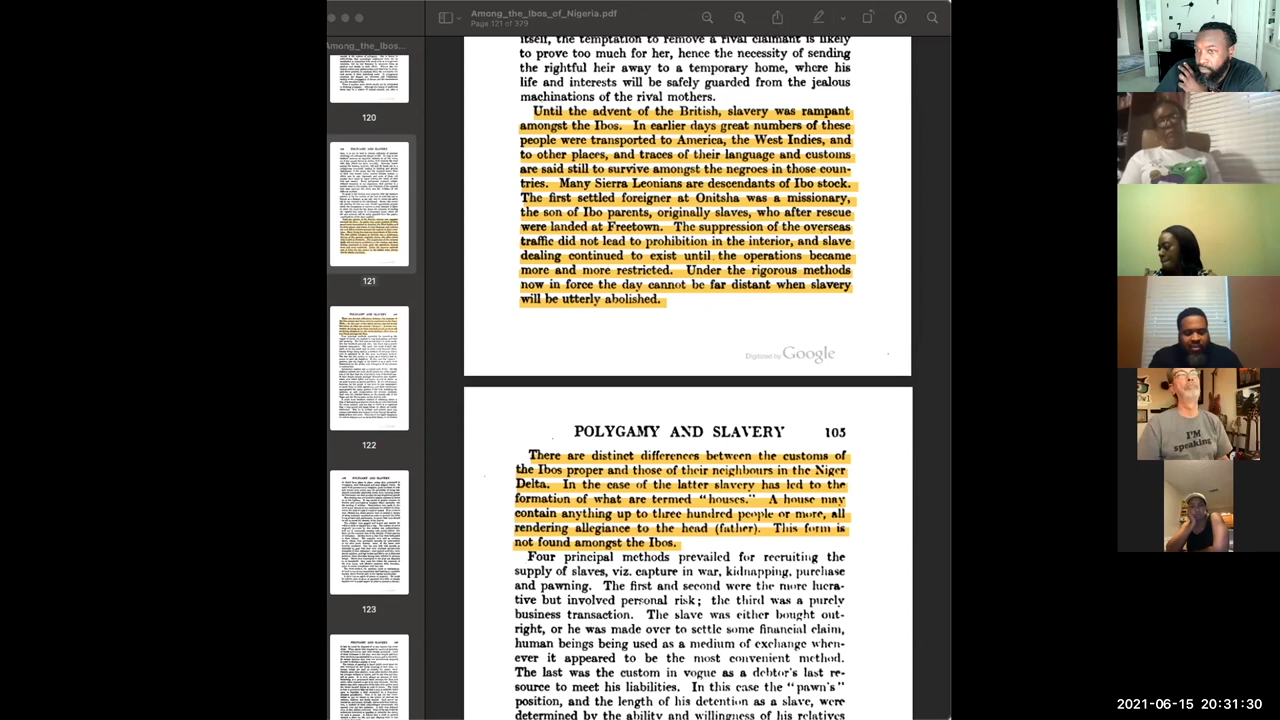 Among_the_Ibos_of_Nigeria.pdf
Page 121 of 379
Among_the_Ibos...
120
121
122
123
itself, the temptation to remove a rival claimant is likely
to prove too much for her, hence the necessity of sending
the rightful heir away to a temporary home, where his
life and interests will be safely guarded from the jealous
machinations of the rival mothers.
Until the advent of the British, slavery was rampant
amongst the Ibos. In earlier days great numbers of these
people were transported to America, the West Indies, and
to other places, and traces of their language and customs
are said still to survive amongst the negroes in those coun-
tries. Many Sierra Leonians are descendants of Ibo stock.
The first settled foreigner at Onitsha was a missionary,
the son of Ibo parents, originally slaves, who after rescue
were landed at Freetown. The suppression of the overseas
traffic did not lead to prohibition in the interior, and slave
dealing continued to exist until the operations became
more and more restricted. Under the rigorous methods
now in force the day cannot be far distant when slavery
will be utterly abolished.
Digitized by Google
POLYGAMY AND SLAVERY 105
There are distinct differences between the customs of
the Ibos proper and those of their neighbours in the Niger
Delta. In the case of the latter slavery has led to the
formation of what are termed "houses." A house may
contain anything up to three hundred people or more, all
rendering allegiance to the head (father). This form is
not found amongst the Ibos.
Four principal methods prevailed for replenishing the
supply of slaves, viz. capture in war, kidnapping, purchase
and pawning. The first and second were the more lucra-
tive but involved personal risk; the third was a purely
business transaction. The slave was either bought out-
right, or he was made over to settle some financial claim,
human beings being used as a medium of exchange when-
ever it appeared to be the most convenient method.
The last was the custom in vogue as a debtor's last re-
source to meet his liabilities. In this case the "pawn's"
position, and the length of his detention as a slave, were
determined by the ability and willingness of his relatives
I'M
speaking
2021-06-15 20:31:30